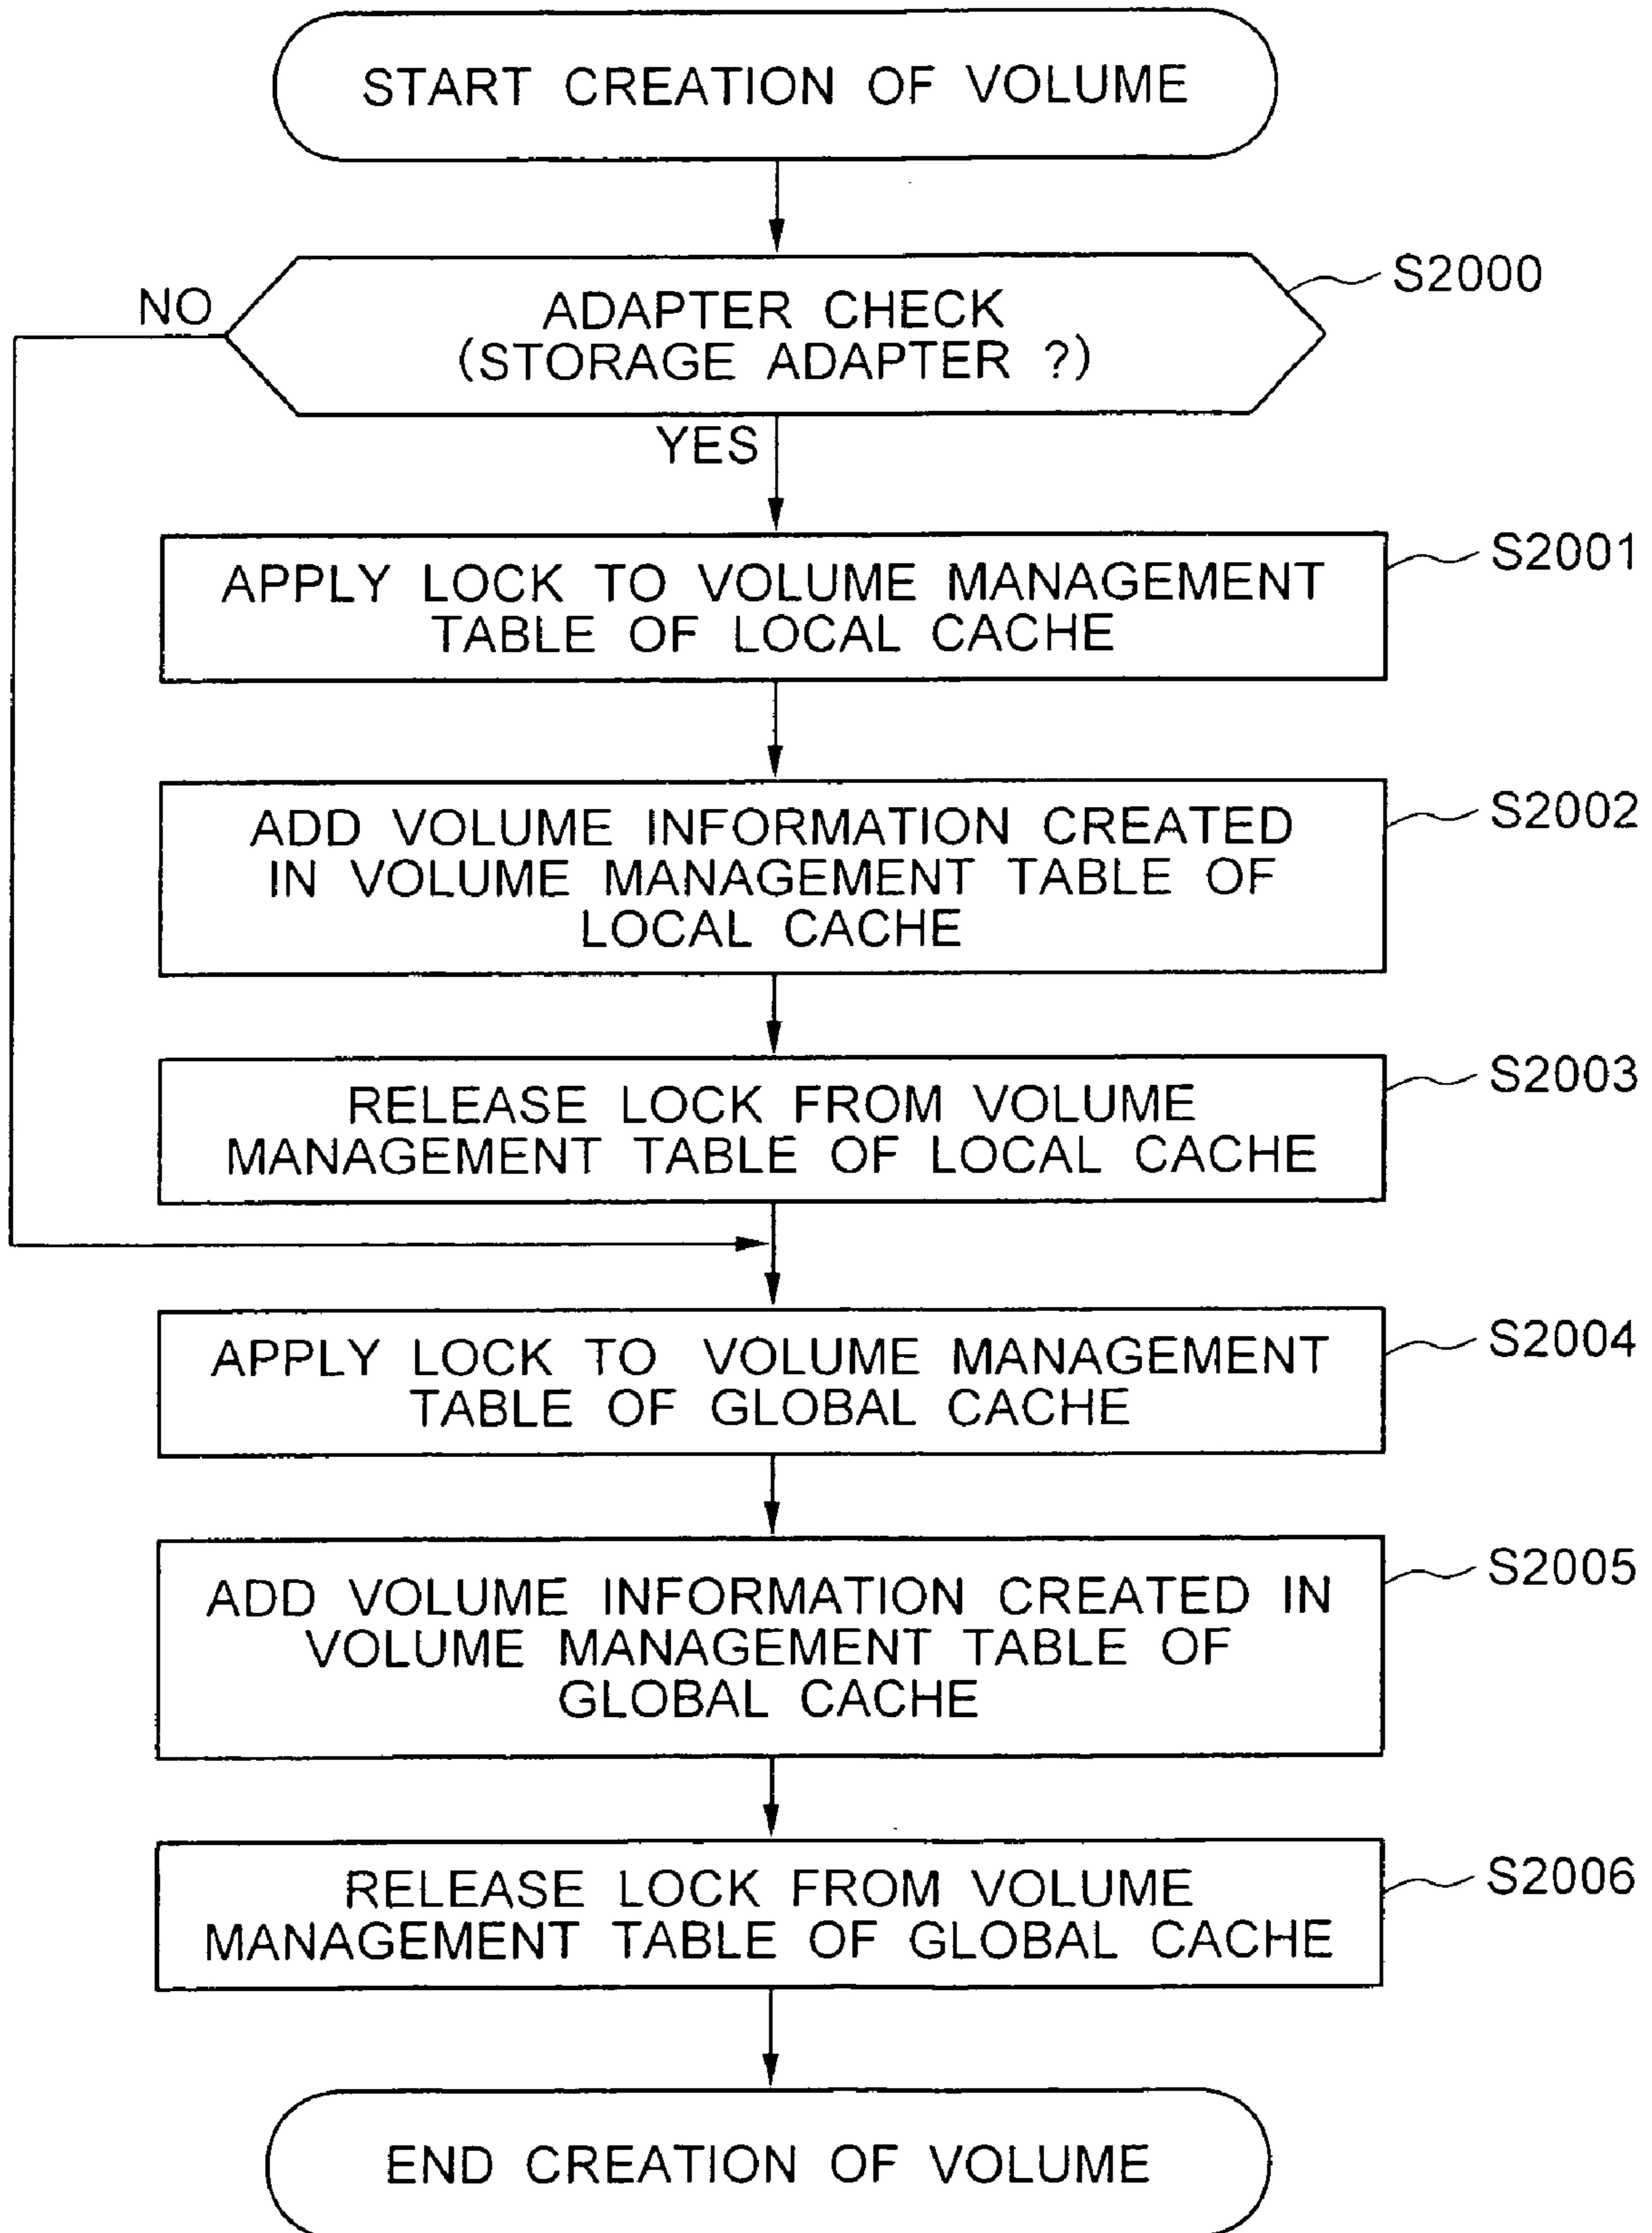 START CREATION OF VOLUME
S2000
NO
ADAPTER CHECK
(STORAGE ADAPTER ?)
YES
S2001
APPLY LOCK TO VOLUME MANAGEMENT
TABLE OF LOCAL CACHE
S2002
ADD VOLUME INFORMATION CREATED
IN VOLUME MANAGEMENT TABLE OF
LOCAL CACHE
S2003
RELEASE LOCK FROM VOLUME
MANAGEMENT TABLE OF LOCAL CACHE
S2004
APPLY LOCK TO VOLUME MANAGEMENT
TABLE OF GLOBAL CACHE
S2005
ADD VOLUME INFORMATION CREATED IN
VOLUME MANAGEMENT TABLE OF
GLOBAL CACHE
S2006
RELEASE LOCK FROM VOLUME
MANAGEMENT TABLE OF GLOBAL CACHE
END CREATION OF VOLUME